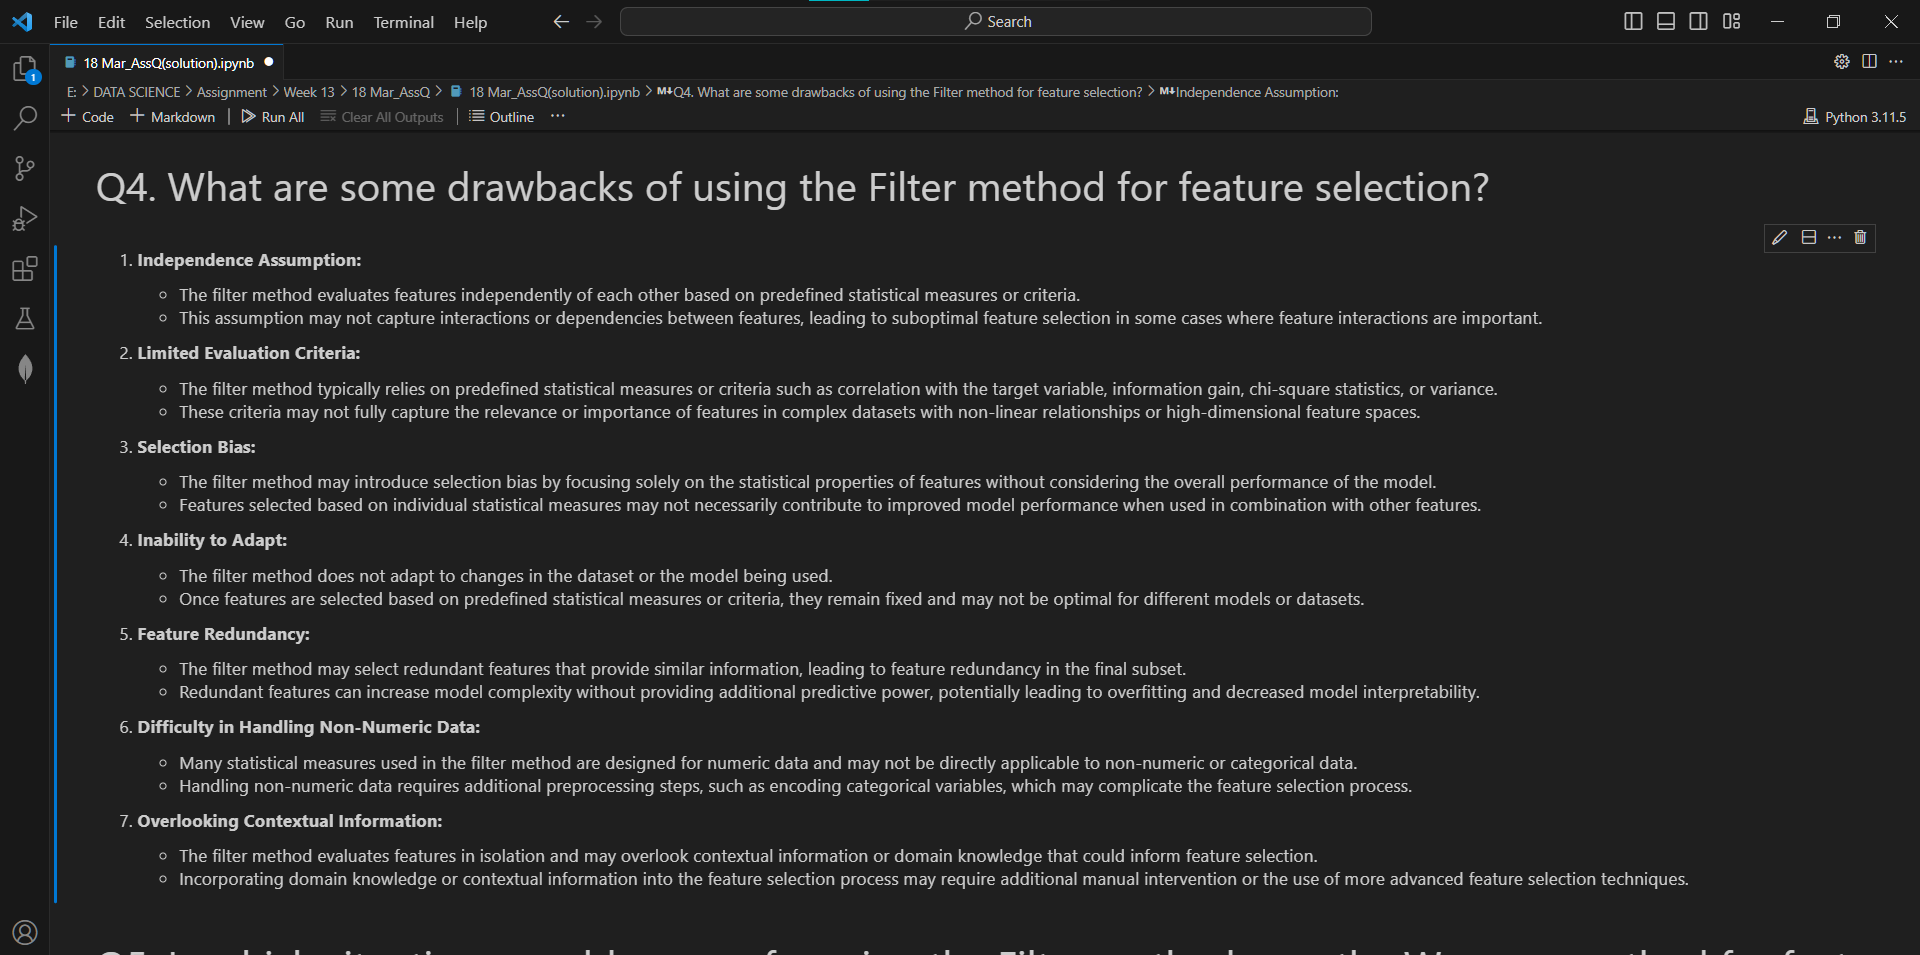 File Edit Selection View Go Run Terminal Help Search
18 Mar_AssQ(solution).ipynb
E: > DATA SCIENCE > Assignment > Week 13 > 18 Mar_AssQ > 18 Mar_AssQ(solution).ipynb > M↓Q4. What are some drawbacks of using the Filter method for feature selection? > M↓Independence Assumption:
+ Code + Markdown Run All Clear All Outputs Outline ... Python 3.11.5
Q4. What are some drawbacks of using the Filter method for feature selection?
1. Independence Assumption:
The filter method evaluates features independently of each other based on predefined statistical measures or criteria.
This assumption may not capture interactions or dependencies between features, leading to suboptimal feature selection in some cases where feature interactions are important.
2. Limited Evaluation Criteria:
The filter method typically relies on predefined statistical measures or criteria such as correlation with the target variable, information gain, chi-square statistics, or variance.
These criteria may not fully capture the relevance or importance of features in complex datasets with non-linear relationships or high-dimensional feature spaces.
3. Selection Bias:
The filter method may introduce selection bias by focusing solely on the statistical properties of features without considering the overall performance of the model.
Features selected based on individual statistical measures may not necessarily contribute to improved model performance when used in combination with other features.
4. Inability to Adapt:
The filter method does not adapt to changes in the dataset or the model being used.
Once features are selected based on predefined statistical measures or criteria, they remain fixed and may not be optimal for different models or datasets.
5. Feature Redundancy:
The filter method may select redundant features that provide similar information, leading to feature redundancy in the final subset.
Redundant features can increase model complexity without providing additional predictive power, potentially leading to overfitting and decreased model interpretability.
6. Difficulty in Handling Non-Numeric Data:
Many statistical measures used in the filter method are designed for numeric data and may not be directly applicable to non-numeric or categorical data.
Handling non-numeric data requires additional preprocessing steps, such as encoding categorical variables, which may complicate the feature selection process.
7. Overlooking Contextual Information:
The filter method evaluates features in isolation and may overlook contextual information or domain knowledge that could inform feature selection.
Incorporating domain knowledge or contextual information into the feature selection process may require additional manual intervention or the use of more advanced feature selection techniques.